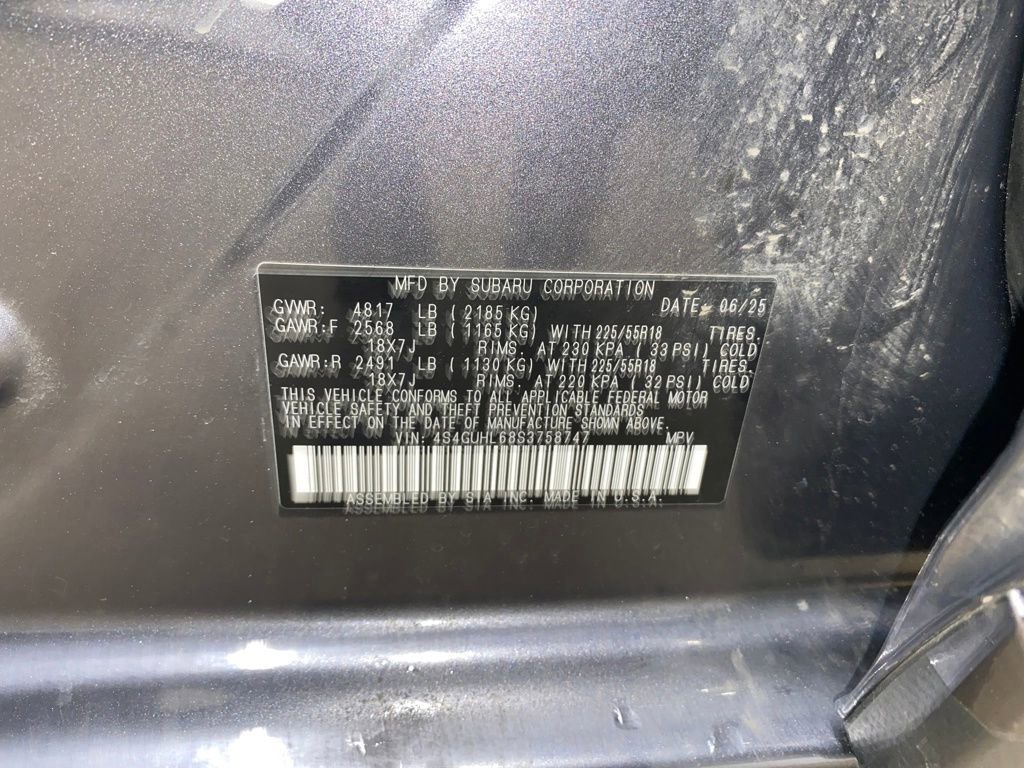 MFD BY SUBARU CORPORATION
GVWR: 4817 LB (2185 KG) DATE 06/25
GAWR:F 2568 LB (1165 KG) WITH 225/55R18 TIRES.
18X7J RIMS. AT 230 KPA (33 PSI) COLD
GAWR:R 2491 LB (1130 KG) WITH 225/55R18 TIRES.
18X7J RIMS. AT 220 KPA (32 PSI) COLD
THIS VEHICLE CONFORMS TO ALL APPLICABLE FEDERAL MOTOR
VEHICLE SAFETY AND THEFT PREVENTION STANDARDS
IN EFFECT ON THE DATE OF MANUFACTURE SHOWN ABOVE.
VIN: 4S4GUHL68S3758747 MPV
ASSEMBLED BY SIA INC. MADE IN U.S.A.